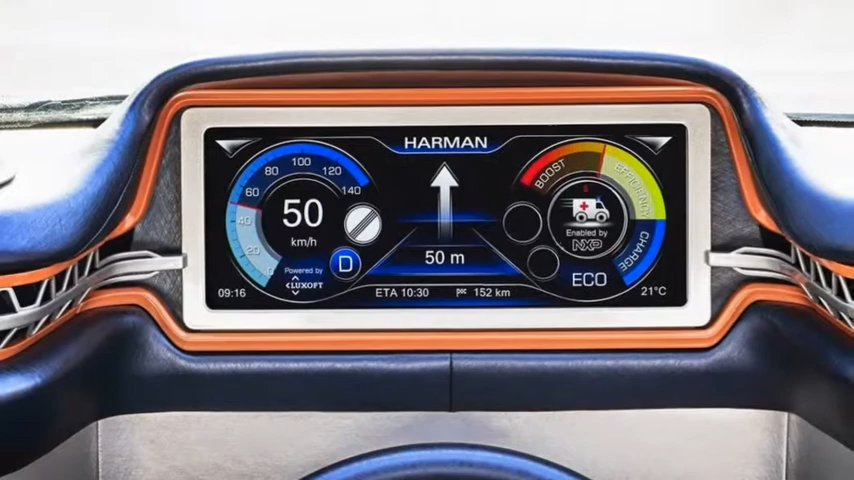 HARMAN
0
20
40
60
80
100
120
140
50
km/h
D
Powered by
LUXOFT
09:16
50 m
ETA 10:30
152 km
BOOST
EFFICIENCY
CHARGE
Enabled by
NXP
ECO
21°C